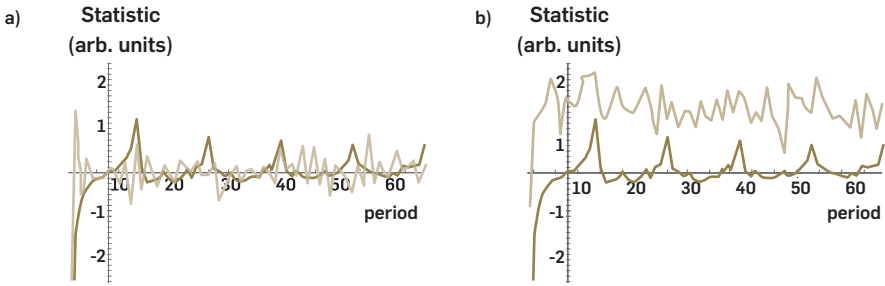 a)
Statistic
(arb. units)
2
1
-1
-2
10 20 30 40 50 60
period
b)
Statistic
(arb. units)
2
1
-1
-2
10 20 30 40 50 60
period